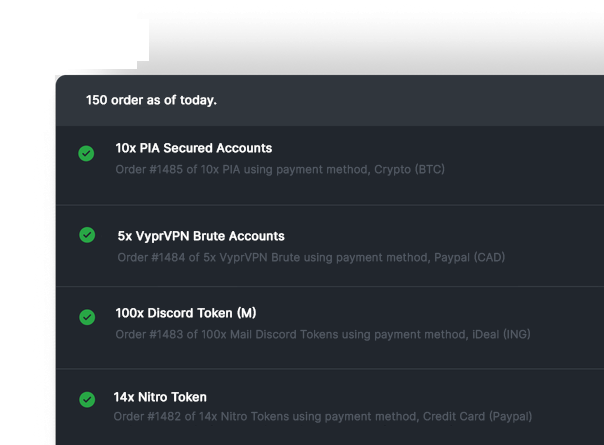 150 order as of today.
10x PIA Secured Accounts
Order #1485 of 10x PIA using payment method, Crypto (BTC)
5x VyprVPN Brute Accounts
Order #1484 of 5x VyprVPN Brute using payment method, Paypal (CAD)
100x Discord Token (M)
Order #1483 of 100x Mail Discord Tokens using payment method, iDeal (ING)
14x Nitro Token
Order #1482 of 14x Nitro Tokens using payment method, Credit Card (Paypal)